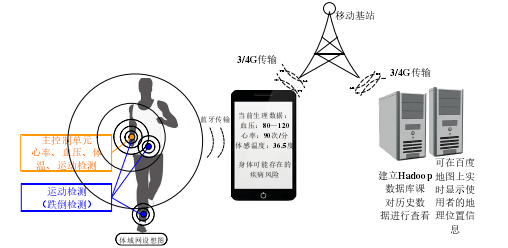 移动基站
3/4G传输
3/4G传输
蓝牙传输
主控制单元
心率、血压、体
温、运动检测
运动检测
(跌倒检测)
体域网设想图
当前生理数据:
血压: 80—120
心率: 90次/分
体感温度: 36.5度
身体可能存在的
疾病风险
建立Hadoop
数据库课
对历史数
据进行查看
可在百度
地图上实
时显示使
用者的地
理位置信
息